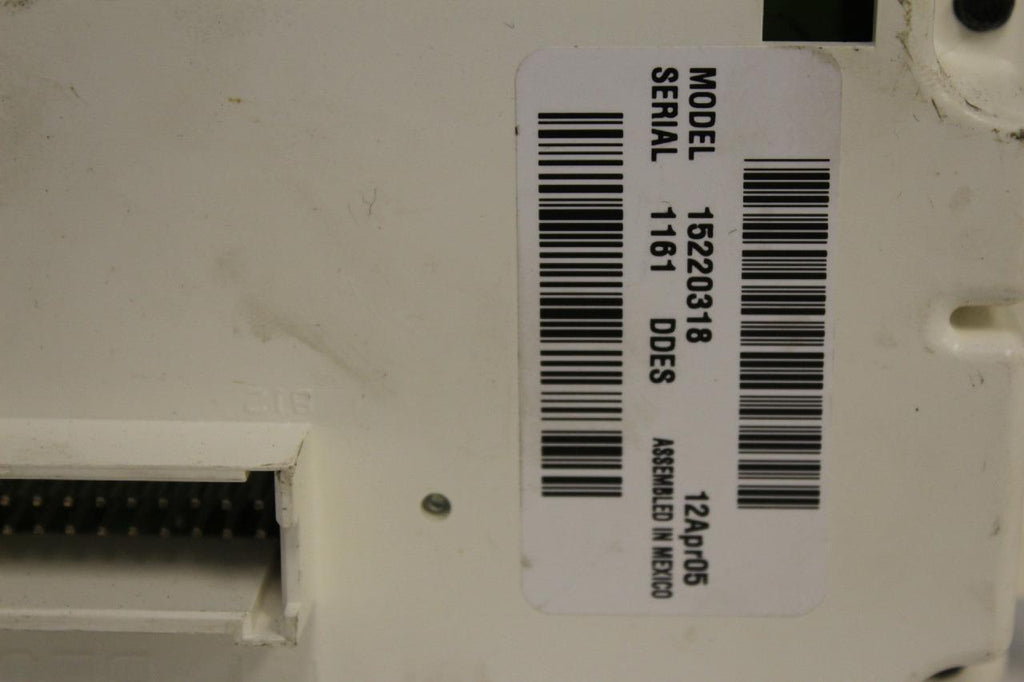 MODEL 15220318 12Apr05
SERIAL 1161 DDES ASSEMBLED IN MEXICO